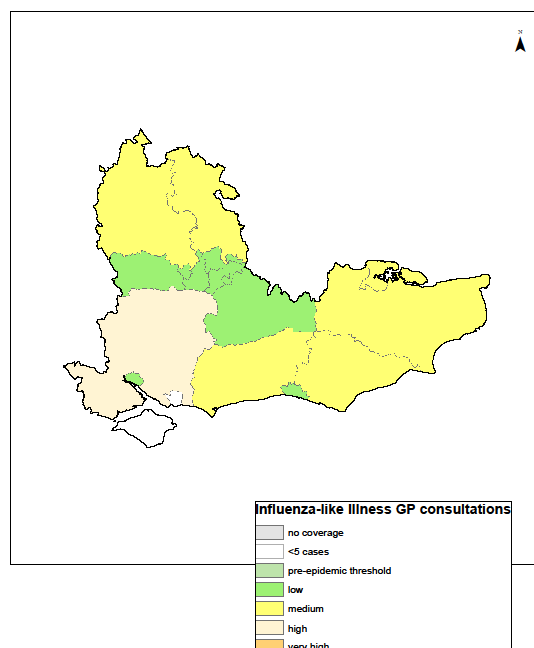 N
Influenza-like Illness GP consultations
no coverage
<5 cases
pre-epidemic threshold
low
medium
high
very high